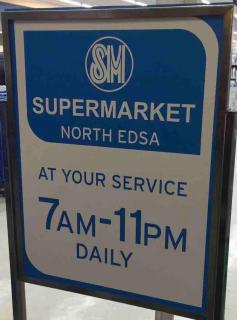 SM
SUPERMARKET
NORTH EDSA
AT YOUR SERVICE
7AM-11PM
DAILY